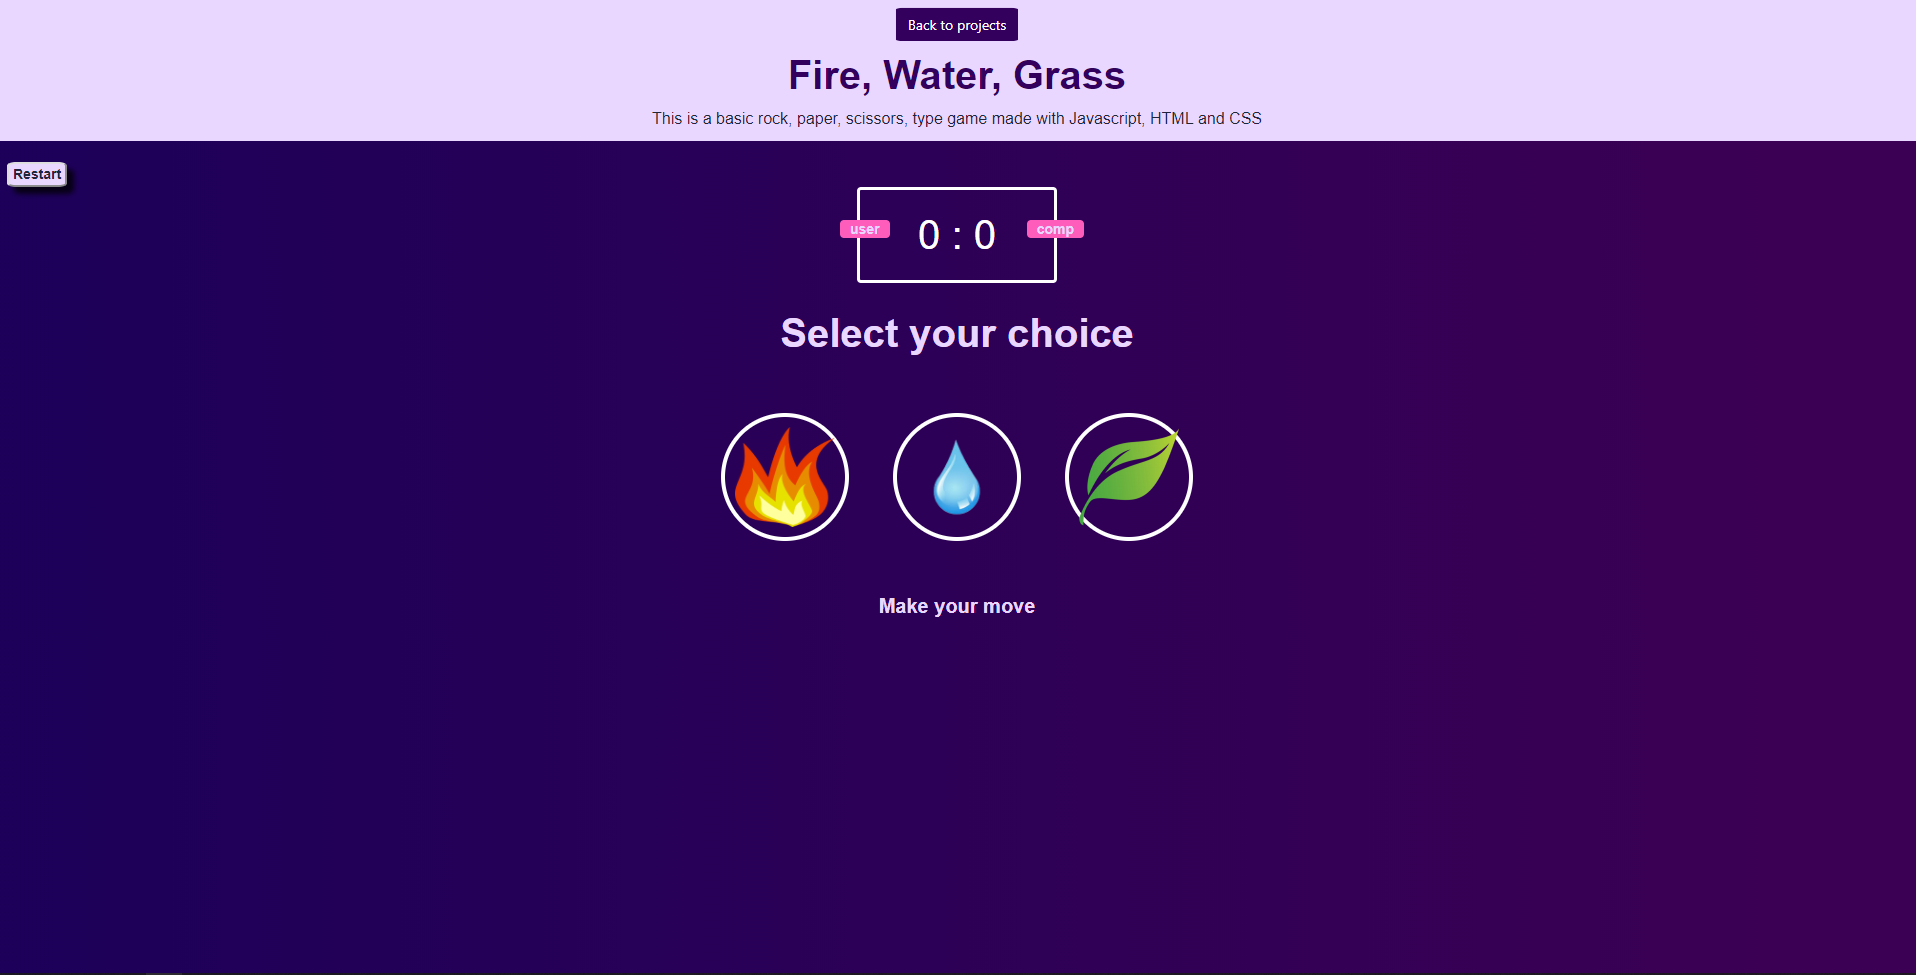 Back to projects
Fire, Water, Grass
This is a basic rock, paper, scissors, type game made with Javascript, HTML and CSS
Restart
user 0 : 0 comp
Select your choice
Make your move